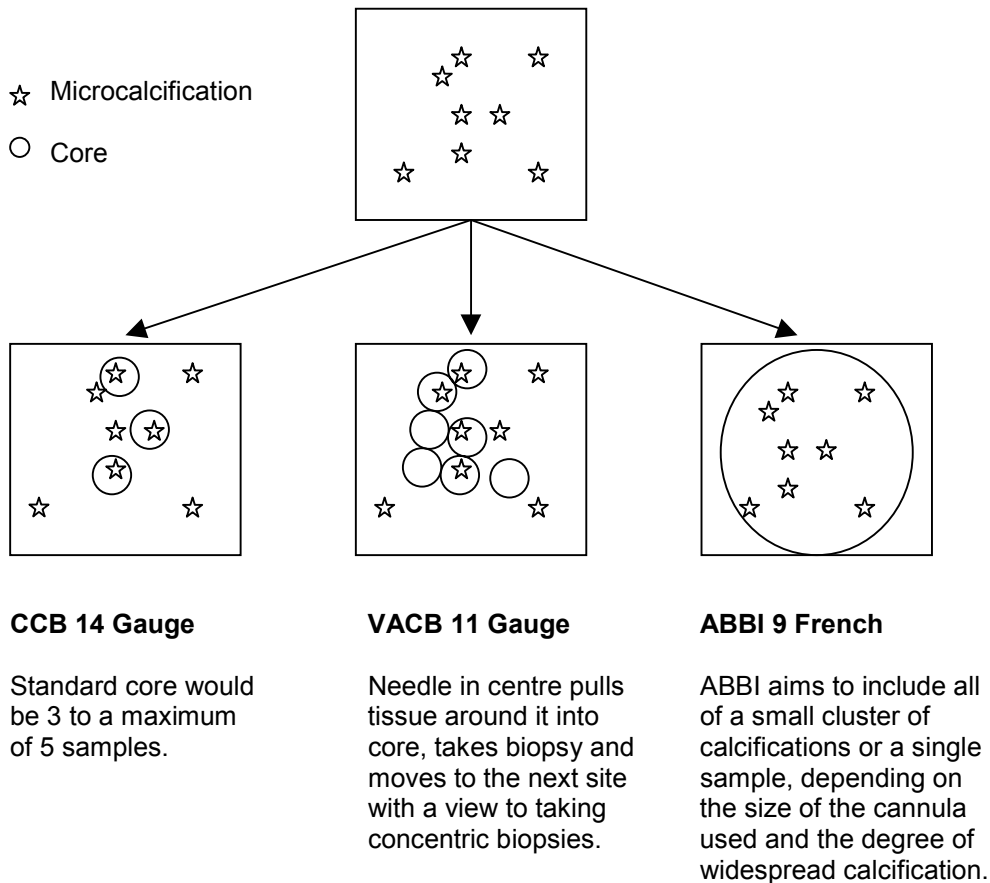 Microcalcification
Core
CCB 14 Gauge
Standard core would
be 3 to a maximum
of 5 samples.
VACB 11 Gauge
Needle in centre pulls
tissue around it into
core, takes biopsy and
moves to the next site
with a view to taking
concentric biopsies.
ABBI 9 French
ABBI aims to include all
of a small cluster of
calcifications or a single
sample, depending on
the size of the cannula
used and the degree of
widespread calcification.